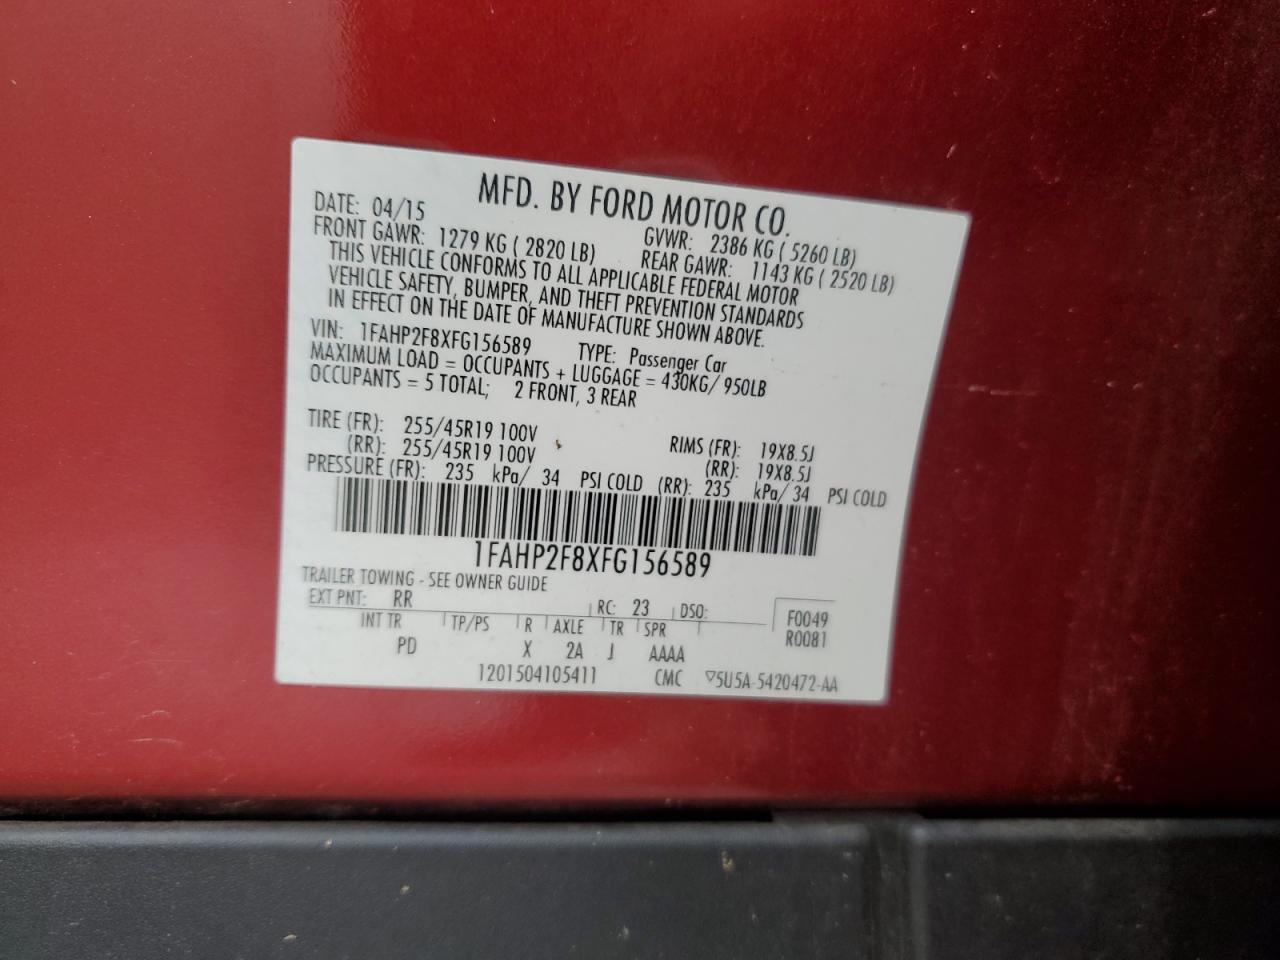 MFD. BY FORD MOTOR CO.
DATE: 04/15 GVWR: 2386 KG ( 5260 LB)
FRONT GAWR: 1279 KG ( 2820 LB) REAR GAWR: 1143 KG ( 2520 LB)
THIS VEHICLE CONFORMS TO ALL APPLICABLE FEDERAL MOTOR
VEHICLE SAFETY, BUMPER, AND THEFT PREVENTION STANDARDS
IN EFFECT ON THE DATE OF MANUFACTURE SHOWN ABOVE.
VIN: 1FAHP2F8XFG156589 TYPE: Passenger Car
MAXIMUM LOAD = OCCUPANTS + LUGGAGE = 430KG/ 950LB
OCCUPANTS = 5 TOTAL; 2 FRONT, 3 REAR
TIRE (FR): 255/45R19 100V RIMS (FR): 19X8.5J
(RR): 255/45R19 100V (RR): 19X8.5J
PRESSURE (FR): 235 kPa/ 34 PSI COLD (RR): 235 kPa/ 34 PSI COLD
1FAHP2F8XFG156589
TRAILER TOWING - SEE OWNER GUIDE
EXT PNT: RR RC: 23 DSO: F0049
INT TR TP/PS R AXLE TR SPR R0081
PD X 2A J AAAA
1201504105411 CMC ▽5U5A-5420472-AA